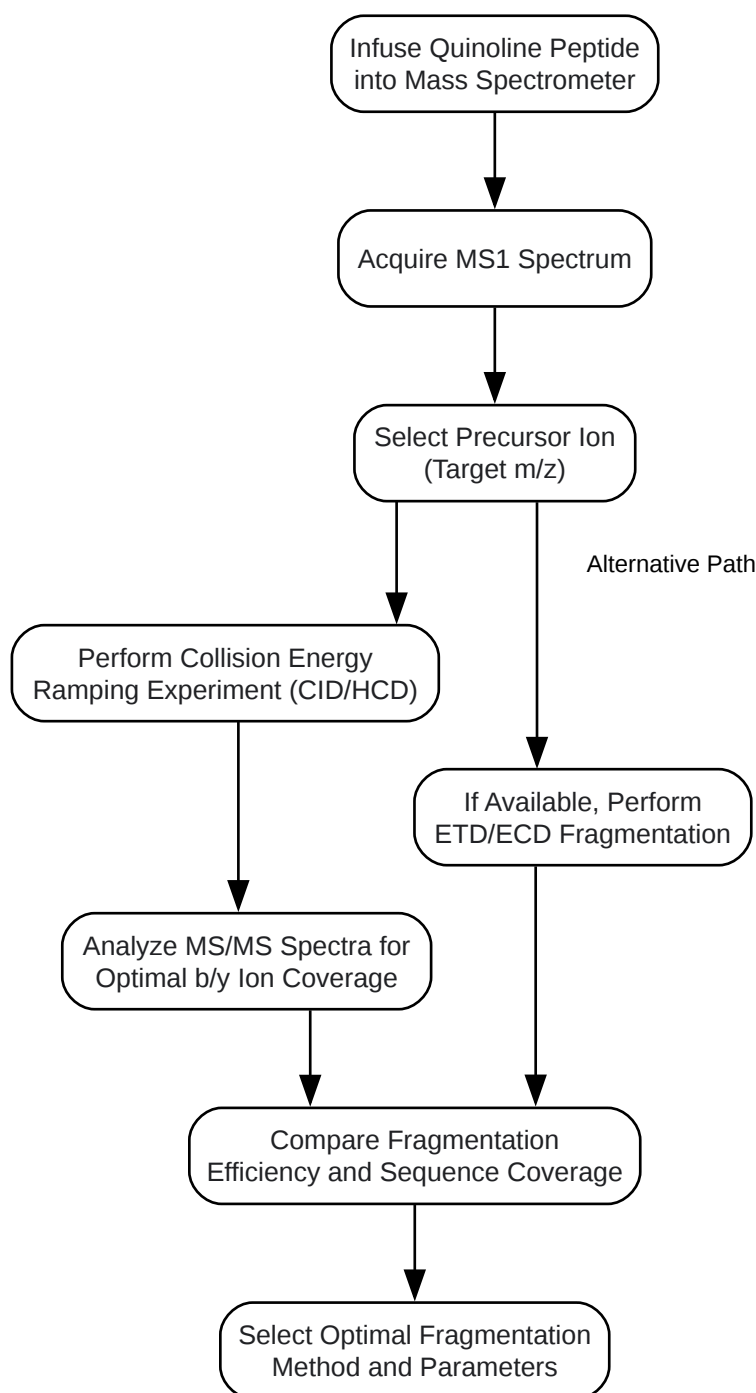 Infuse Quinoline Peptide
into Mass Spectrometer
Acquire MS1 Spectrum
Select Precursor Ion
(Target m/z)
Alternative Path
Perform Collision Energy
Ramping Experiment (CID/HCD)
If Available, Perform
ETD/ECD Fragmentation
Analyze MS/MS Spectra for
Optimal b/y Ion Coverage
Compare Fragmentation
Efficiency and Sequence Coverage
Select Optimal Fragmentation
Method and Parameters